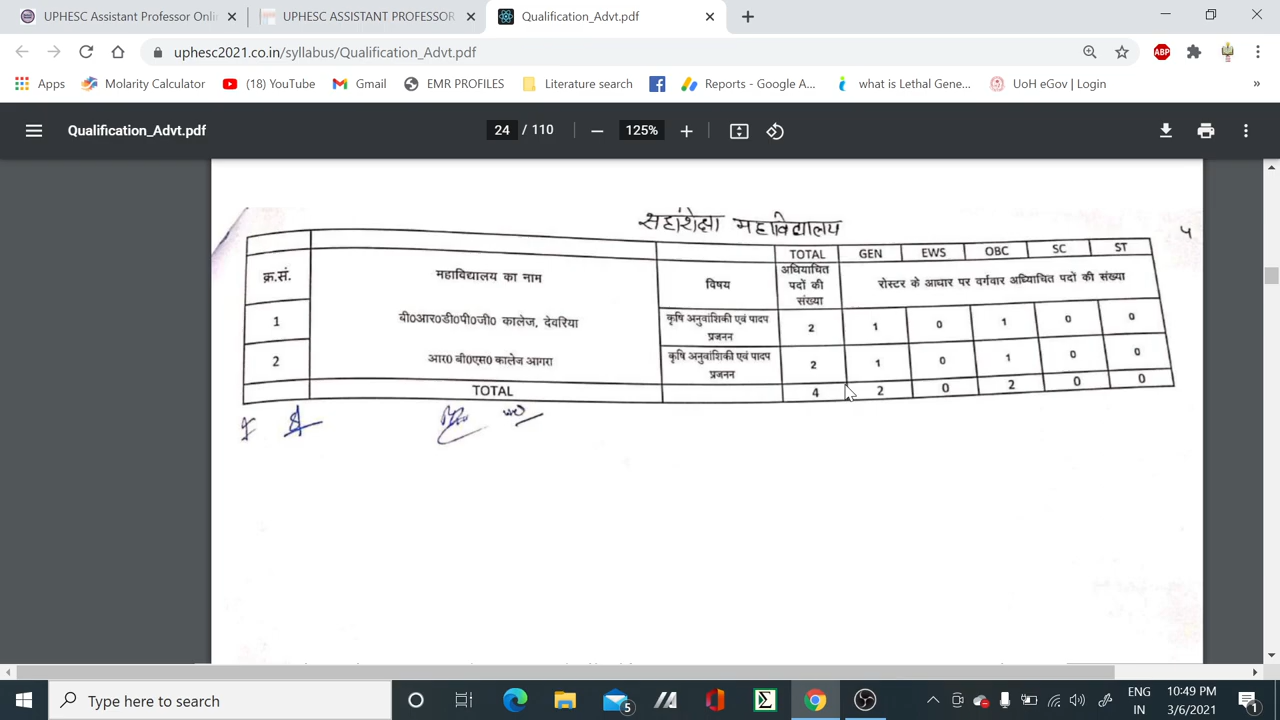 UPHESC Assistant Professor Onli
UPHESC ASSISTANT PROFESSOR
Qualification_Advt.pdf
uphesc2021.co.in/syllabus/Qualification_Advt.pdf
ABP
Apps
Molarity Calculator
(18) YouTube
Gmail
EMR PROFILES
Literature search
Reports - Google A...
what is Lethal Gene...
UoH eGov | Login
»
Qualification_Advt.pdf
24 / 110
125%
सहशिक्षा महाविद्यालय
५
TOTAL GEN EWS OBC SC ST
क्र.सं. महाविद्यालय का नाम विषय अधियाचित पदों की संख्या रोस्टर के आधार पर वर्गवार अधियाचित पदों की संख्या
1 बी0आर0डी0पी0जी0 कालेज, देवरिया कृषि अनुवांशिकी एवं पादप प्रजनन 2 1 0 1 0 0
2 आर0 बी0एस0 कालेज आगरा कृषि अनुवांशिकी एवं पादप प्रजनन 2 1 0 1 0 0
TOTAL 4 2 0 2 0 0
Type here to search
5
ENG
IN
10:49 PM
3/6/2021
1